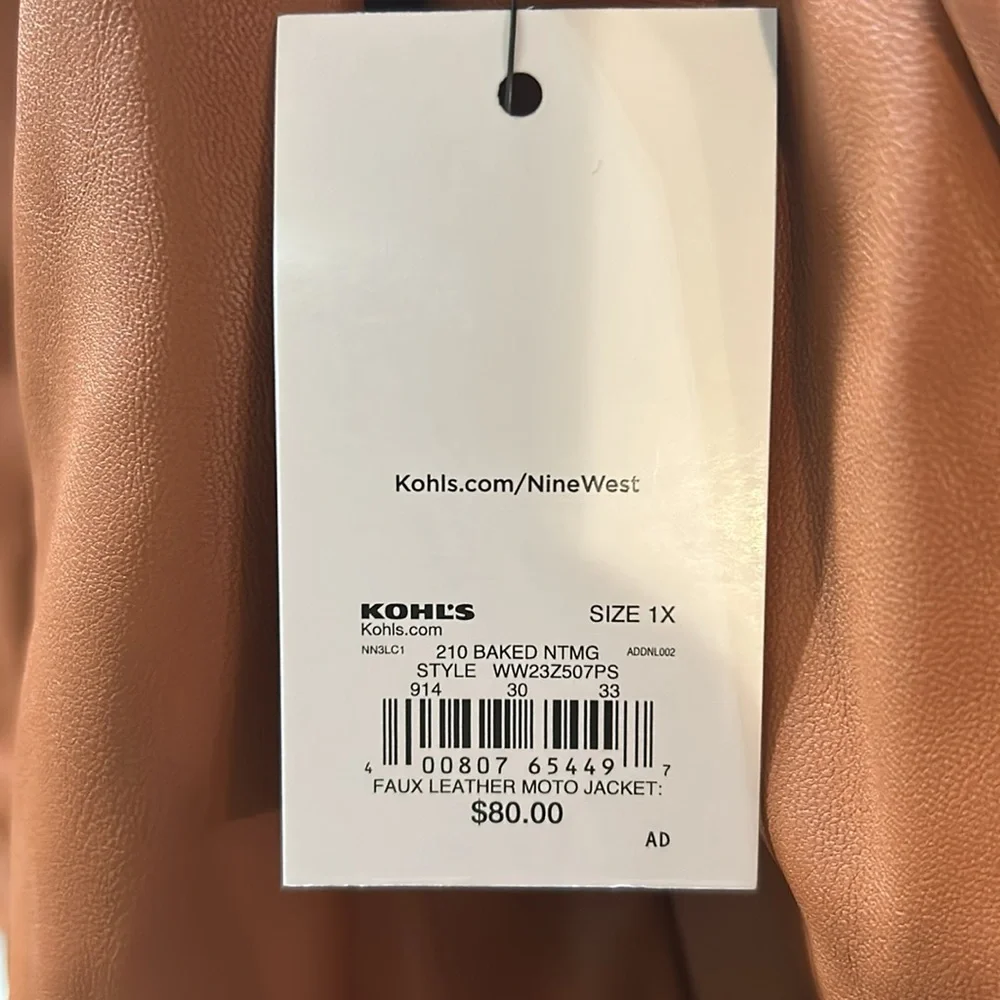 Kohls.com/NineWest
KOHL'S SIZE 1X
Kohls.com
NN3LC1 210 BAKED NTMG ADDNL002
STYLE WW23Z507PS
914 30 33
4 00807 65449 7
FAUX LEATHER MOTO JACKET:
$80.00
AD